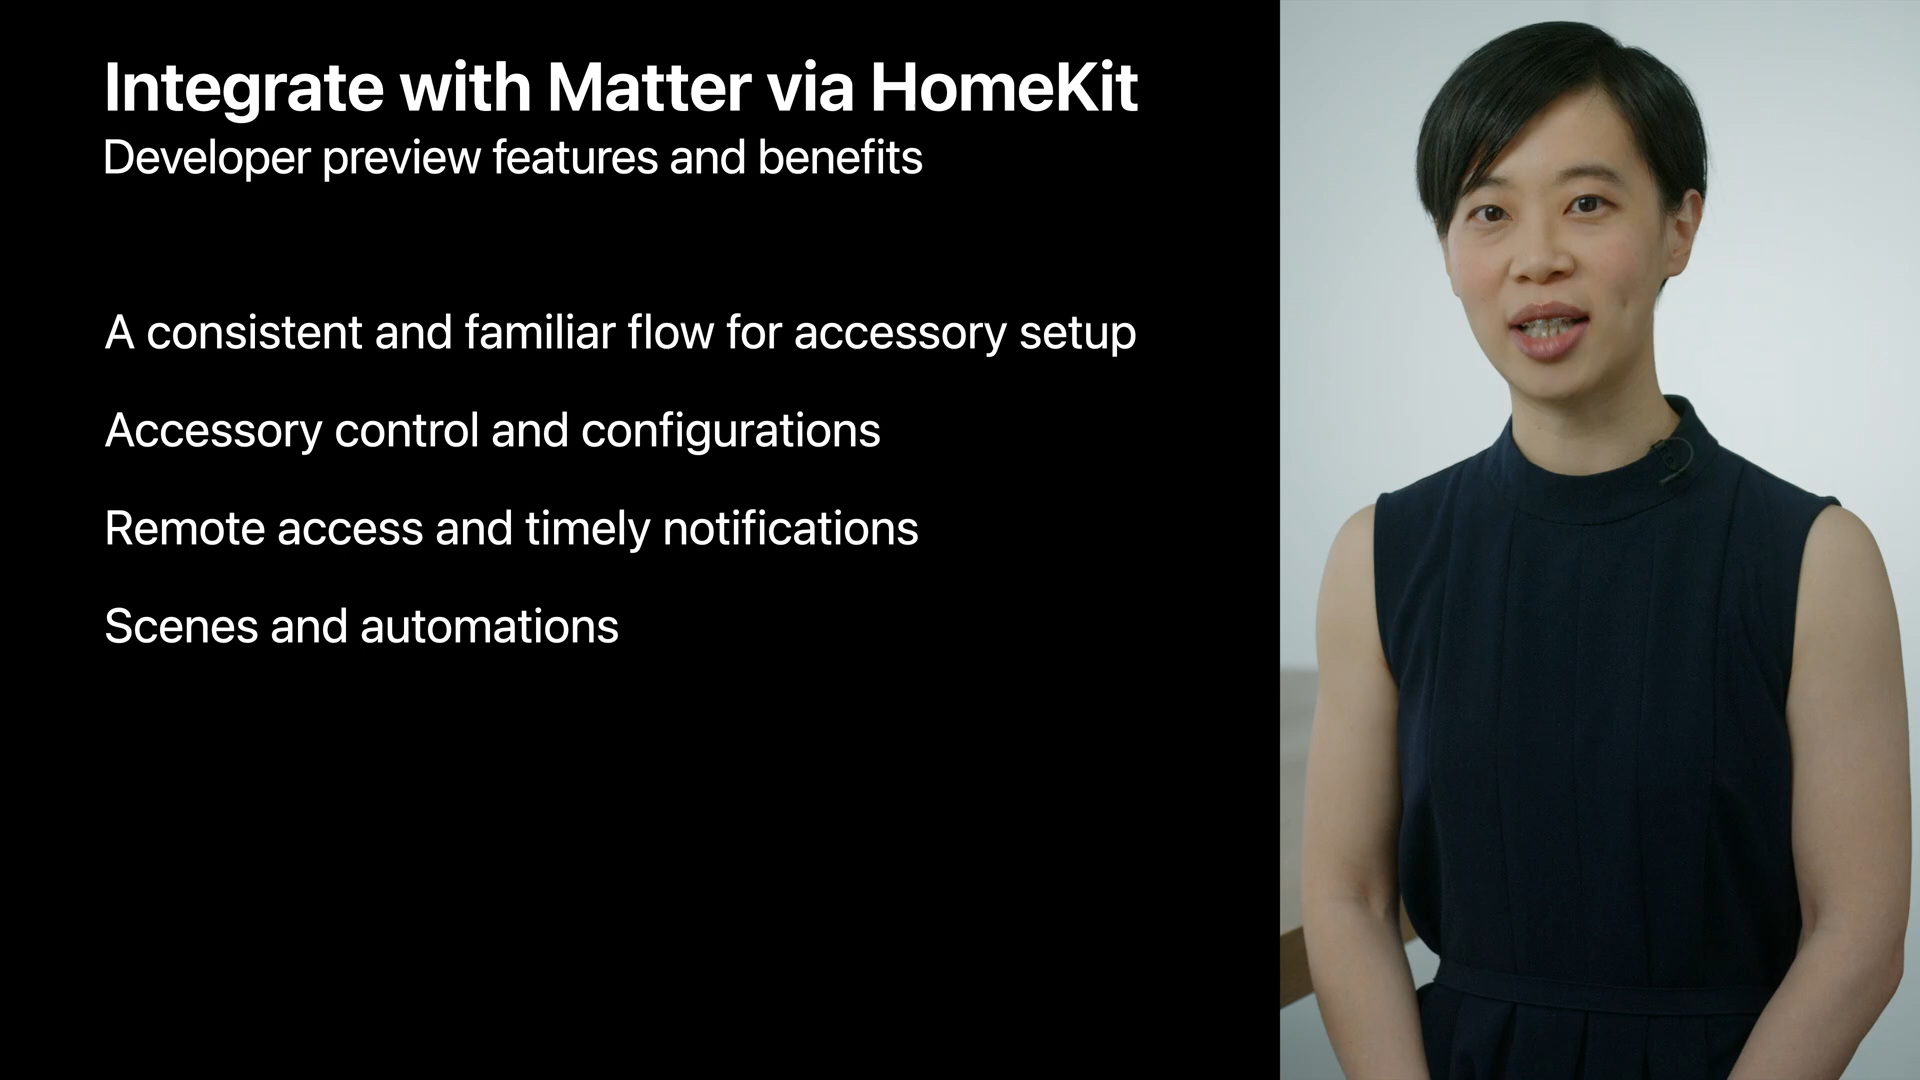 Integrate with Matter via HomeKit
Developer preview features and benefits
A consistent and familiar flow for accessory setup
Accessory control and configurations
Remote access and timely notifications
Scenes and automations